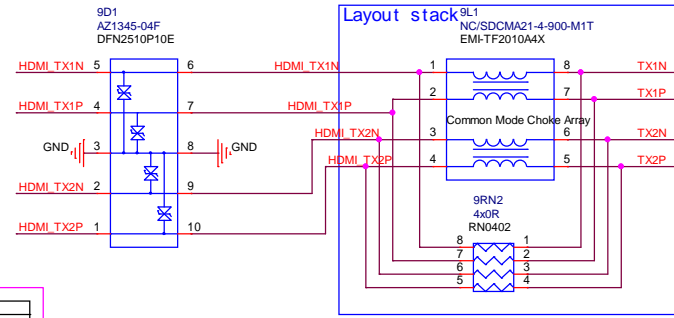 9D1
AZ1345-04F
DFN2510P10E
Layout stack
9L1
NC/SDCMA21-4-900-M1T
EMI-TF2010A4X
HDMI_TX1N 5 6 HDMI_TX1N 1 8 TX1N
HDMI_TX1P 4 7 HDMI_TX1P 2 7 TX1P
Common Mode Choke Array
GND 3 8 GND HDMI_TX2N 3 6 TX2N
HDMI_TX2N 2 9 HDMI_TX2P 4 5 TX2P
HDMI_TX2P 1 10
9RN2
4x0R
RN0402
8 1
7 2
6 3
5 4